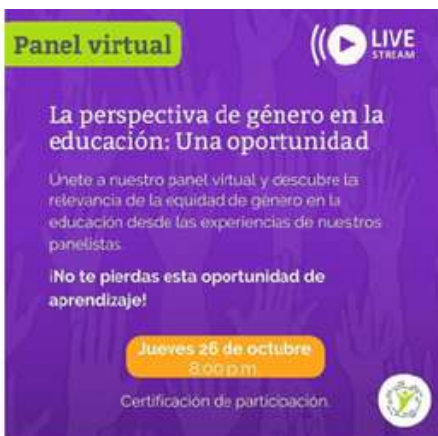 Panel virtual
LIVE
STREAM
La perspectiva de género en la
educación: Una oportunidad
Únete a nuestro panel virtual y descubre la
relevancia de la equidad de género en la
educación desde las experiencias de nuestros
panelistas.
¡No te pierdas esta oportunidad de
aprendizaje!
Jueves 26 de octubre
8:00 p.m.
Certificación de participación.